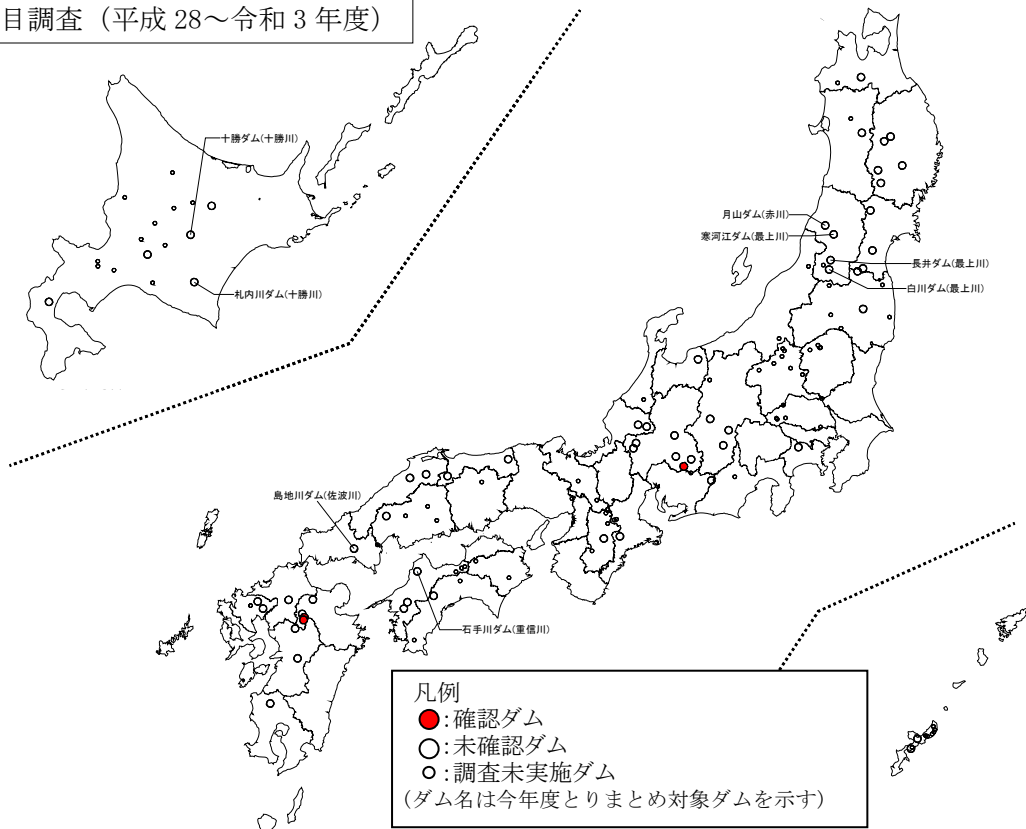 目調査（平成 28～令和 3 年度）
十勝ダム(十勝川)
札内川ダム(十勝川)
月山ダム(赤川)
寒河江ダム(最上川)
長井ダム(最上川)
白川ダム(最上川)
島地川ダム(佐波川)
石手川ダム(重信川)
凡例
：確認ダム
：未確認ダム
：調査未実施ダム
(ダム名は今年度とりまとめ対象ダムを示す)